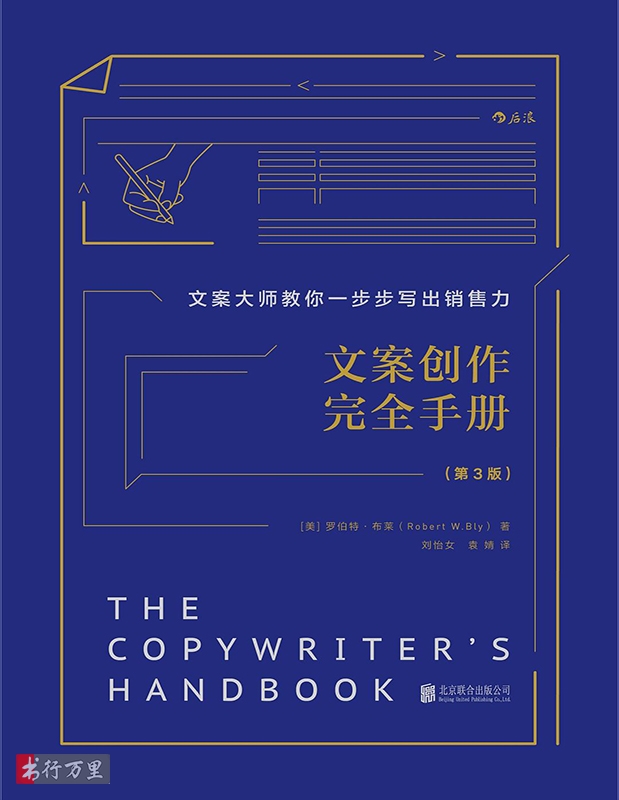 后浪
文案大师教你一步步写出销售力
文案创作
完全手册
(第3版)
[美] 罗伯特·布莱(Robert W.Bly) 著
刘怡女 袁婧 译
THE
COPYWRITER'S
HANDBOOK
北京联合出版公司
Beijing United Publishing Co.,Ltd.
书行万里